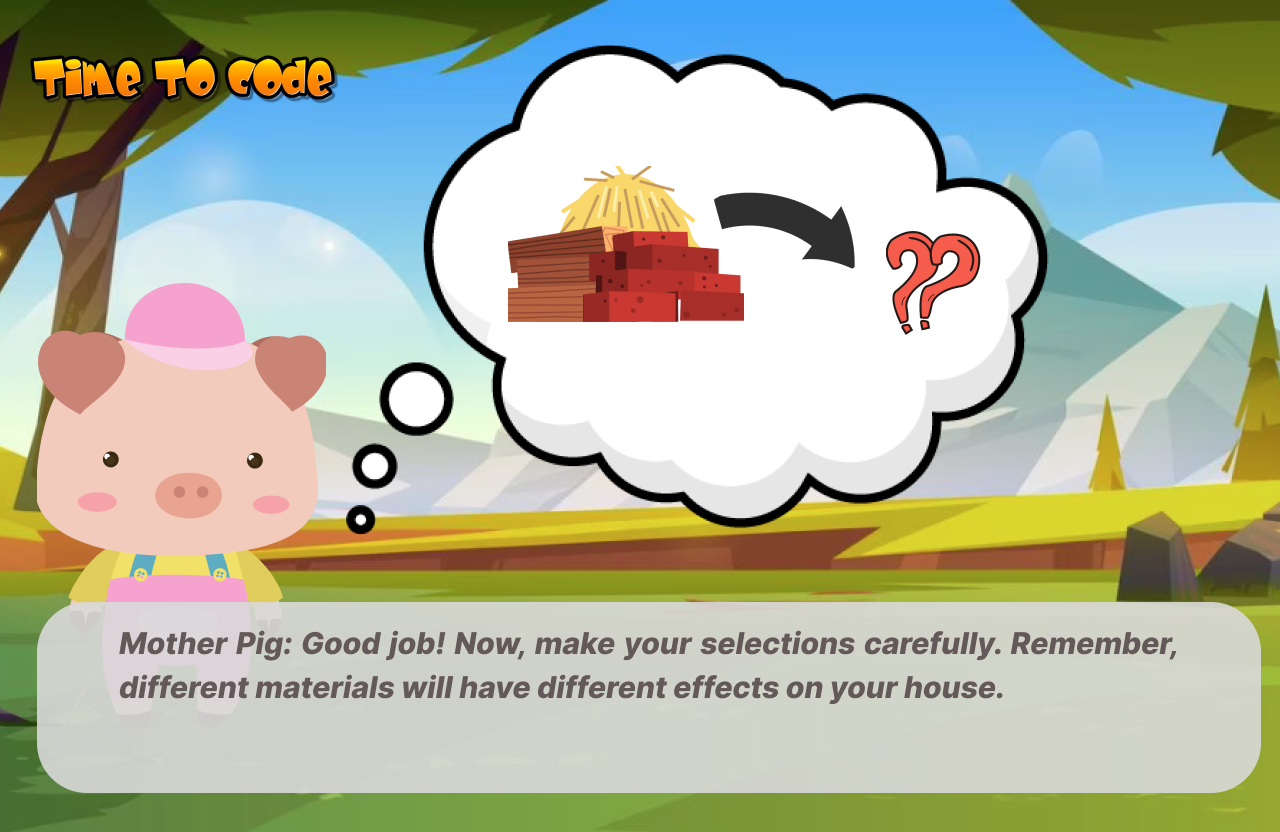 Time To Code
??
Mother Pig: Good job! Now, make your selections carefully. Remember,
different materials will have different effects on your house.